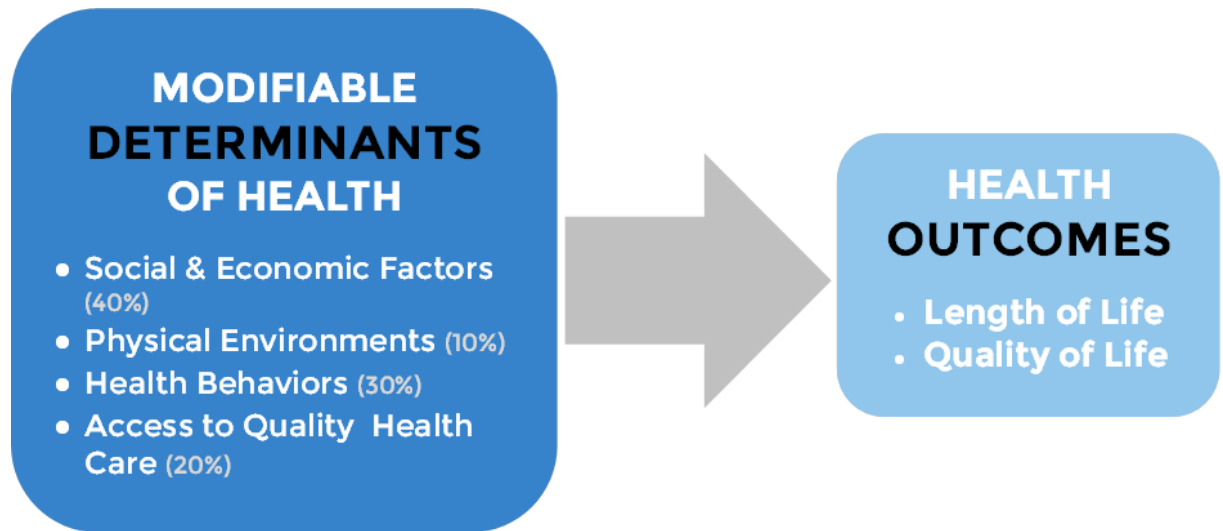 MODIFIABLE
DETERMINANTS
OF HEALTH
• Social & Economic Factors
(40%)
• Physical Environments (10%)
• Health Behaviors (30%)
• Access to Quality Health
Care (20%)
HEALTH
OUTCOMES
• Length of Life
• Quality of Life